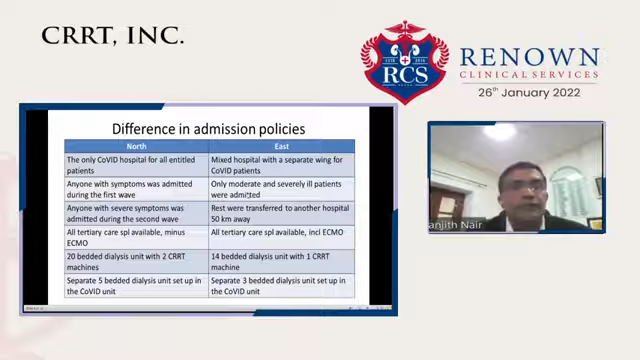 CRRT, INC.
RCS
RENOWN
CLINICAL SERVICES
26th January 2022
Difference in admission policies
North
East
The only CoVID hospital for all entitled
patients
Mixed hospital with a separate wing for
CoVID patients
Anyone with symptoms was admitted
during the first wave
Only moderate and severely ill patients
were admitted
Anyone with severe symptoms was
admitted during the second wave
Rest were transferred to another hospital
50 km away
All tertiary care spl available, minus
ECMO
All tertiary care spl available, incl ECMO
20 bedded dialysis unit with 2 CRRT
machines
14 bedded dialysis unit with 1 CRRT
machine
Separate 5 bedded dialysis unit set up in
the CoVID unit
Separate 3 bedded dialysis unit set up in
the CoVID unit
anjith Nair